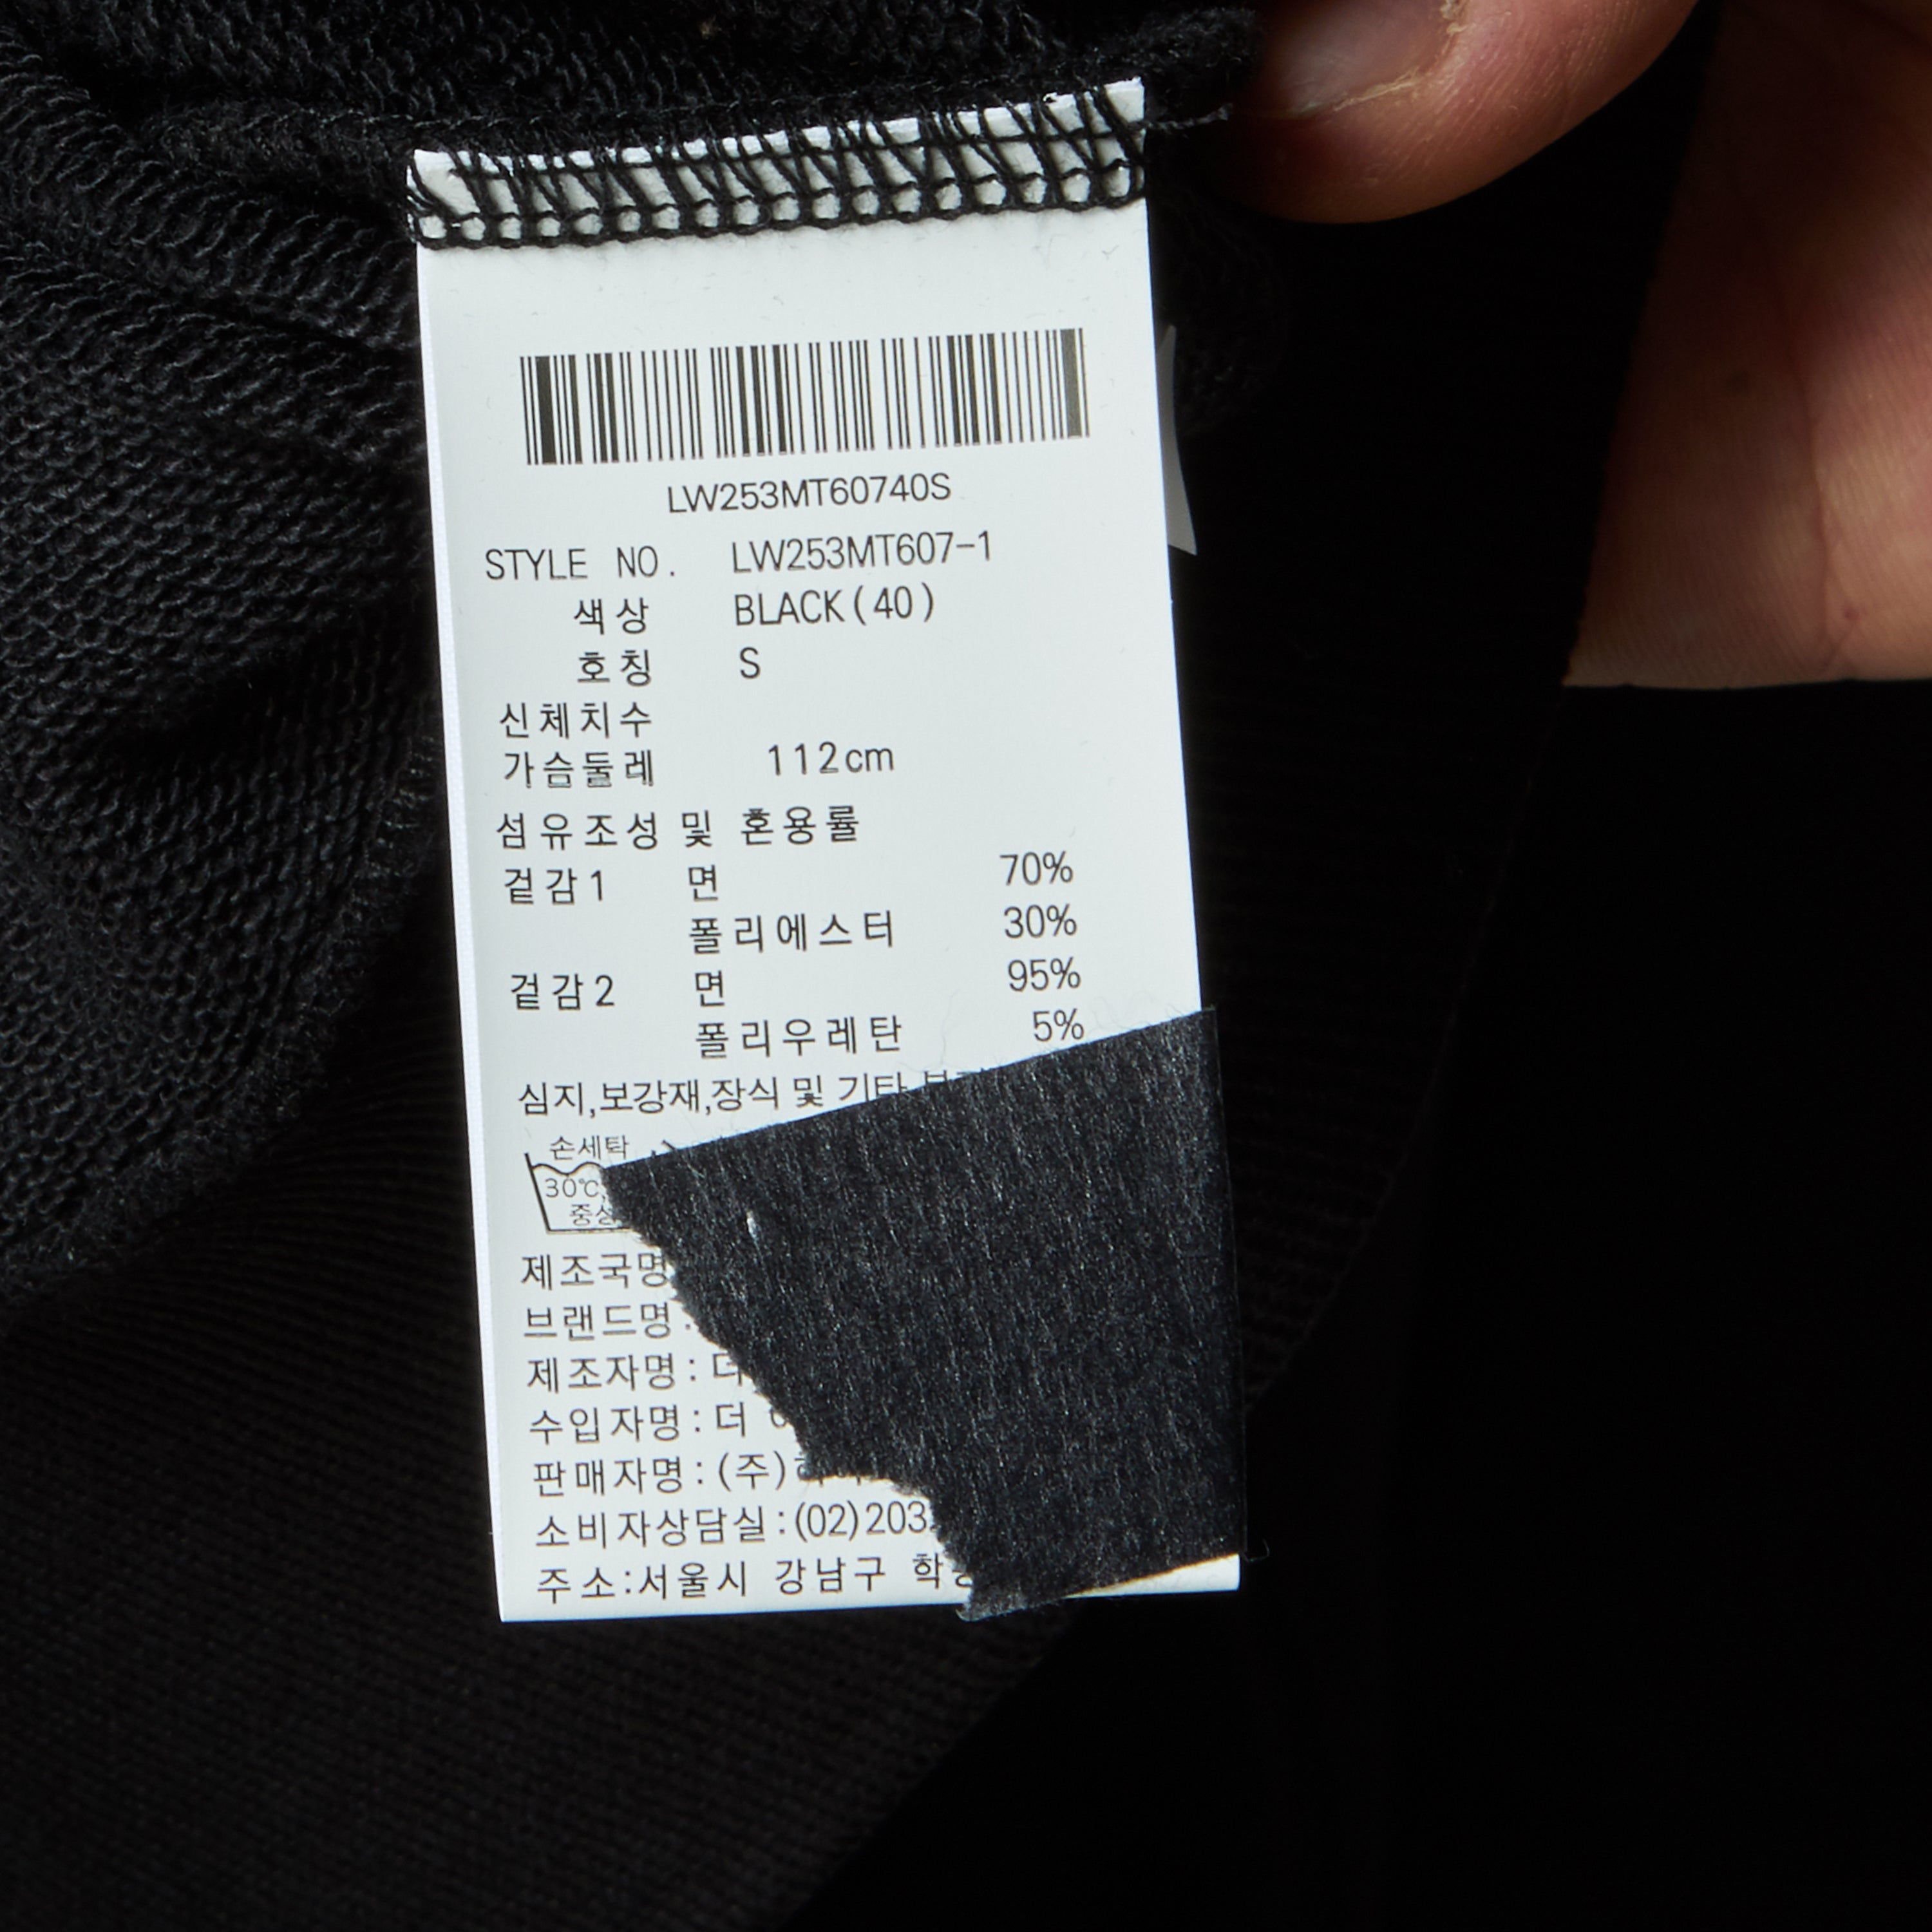 LW253MT60740S
STYLE NO. LW253MT607-1
색상 BLACK(40)
호칭 S
신체치수
가슴둘레 112cm
섬유조성 및 혼용률
겉감1 면 70%
폴리에스터 30%
겉감2 면 95%
폴리우레탄 5%
심지,보강재,장식 및 기타
손세탁
30℃
제조국명
브랜드명:
제조자명:
수입자명:더
판매자명:(주)
소비자상담실:(02)203
주소:서울시 강남구